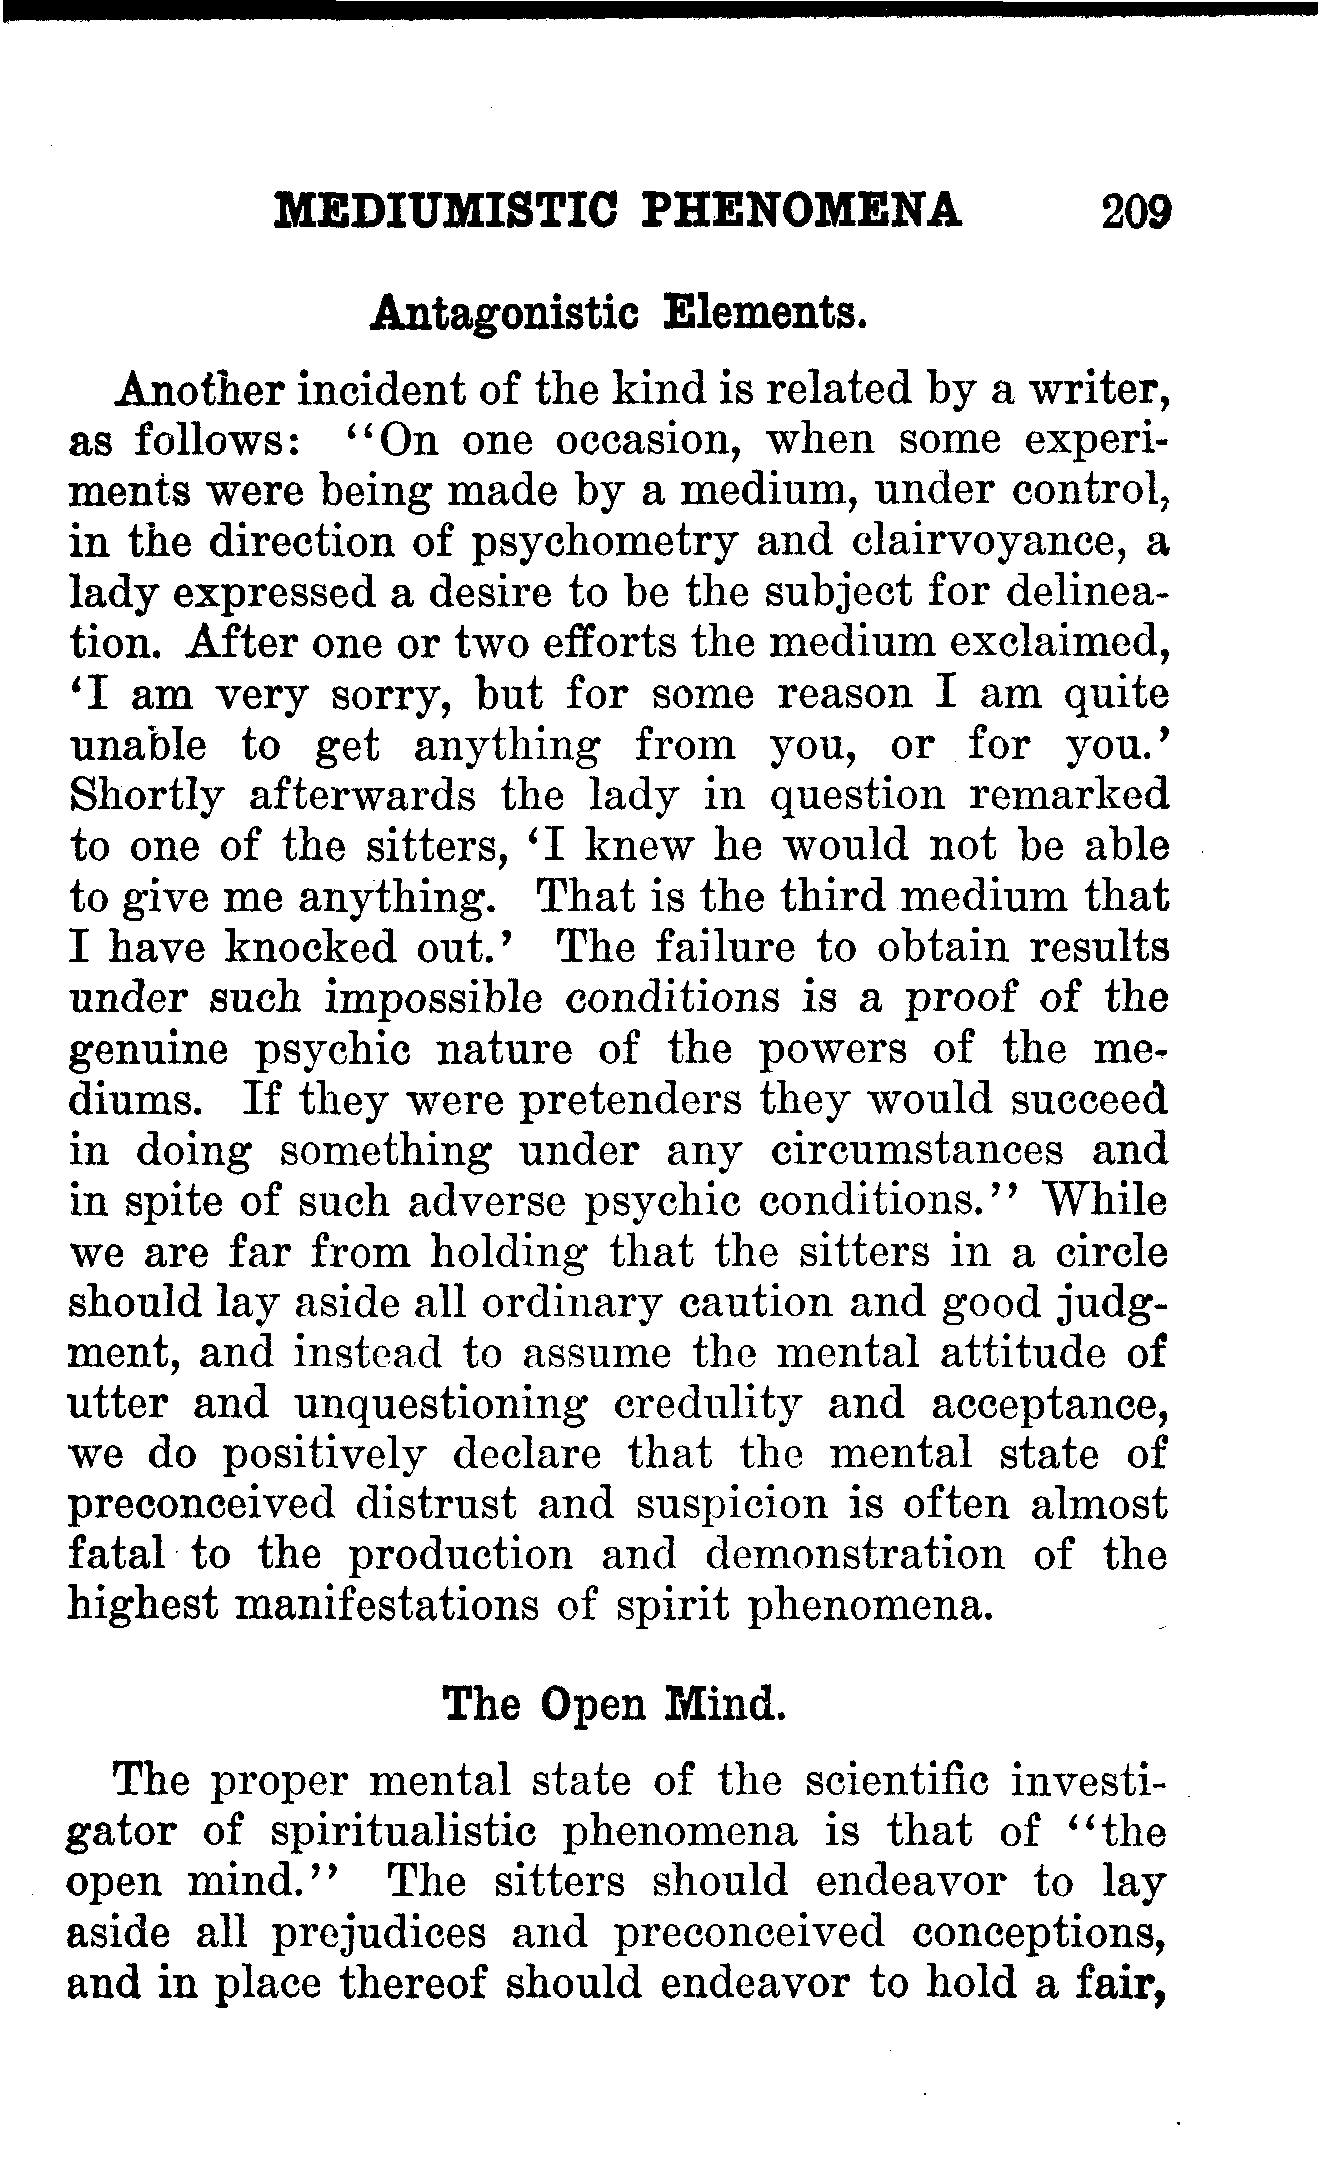 MEDIUMISTIC PHENOMENA 209
Antagonistic Elements.
Another incident of the kind is related by a writer,
as follows: "On one occasion, when some experi-
ments were being made by a medium, under control,
in the direction of psychometry and clairvoyance, a
lady expressed a desire to be the subject for delinea-
tion. After one or two efforts the medium exclaimed,
'I am very sorry, but for some reason I am quite
unable to get anything from you, or for you.'
Shortly afterwards the lady in question remarked
to one of the sitters, 'I knew he would not be able
to give me anything. That is the third medium that
I have knocked out.' The failure to obtain results
under such impossible conditions is a proof of the
genuine psychic nature of the powers of the me-
diums. If they were pretenders they would succeed
in doing something under any circumstances and
in spite of such adverse psychic conditions." While
we are far from holding that the sitters in a circle
should lay aside all ordinary caution and good judg-
ment, and instead to assume the mental attitude of
utter and unquestioning credulity and acceptance,
we do positively declare that the mental state of
preconceived distrust and suspicion is often almost
fatal to the production and demonstration of the
highest manifestations of spirit phenomena.
The Open Mind.
The proper mental state of the scientific investi-
gator of spiritualistic phenomena is that of "the
open mind." The sitters should endeavor to lay
aside all prejudices and preconceived conceptions,
and in place thereof should endeavor to hold a fair,